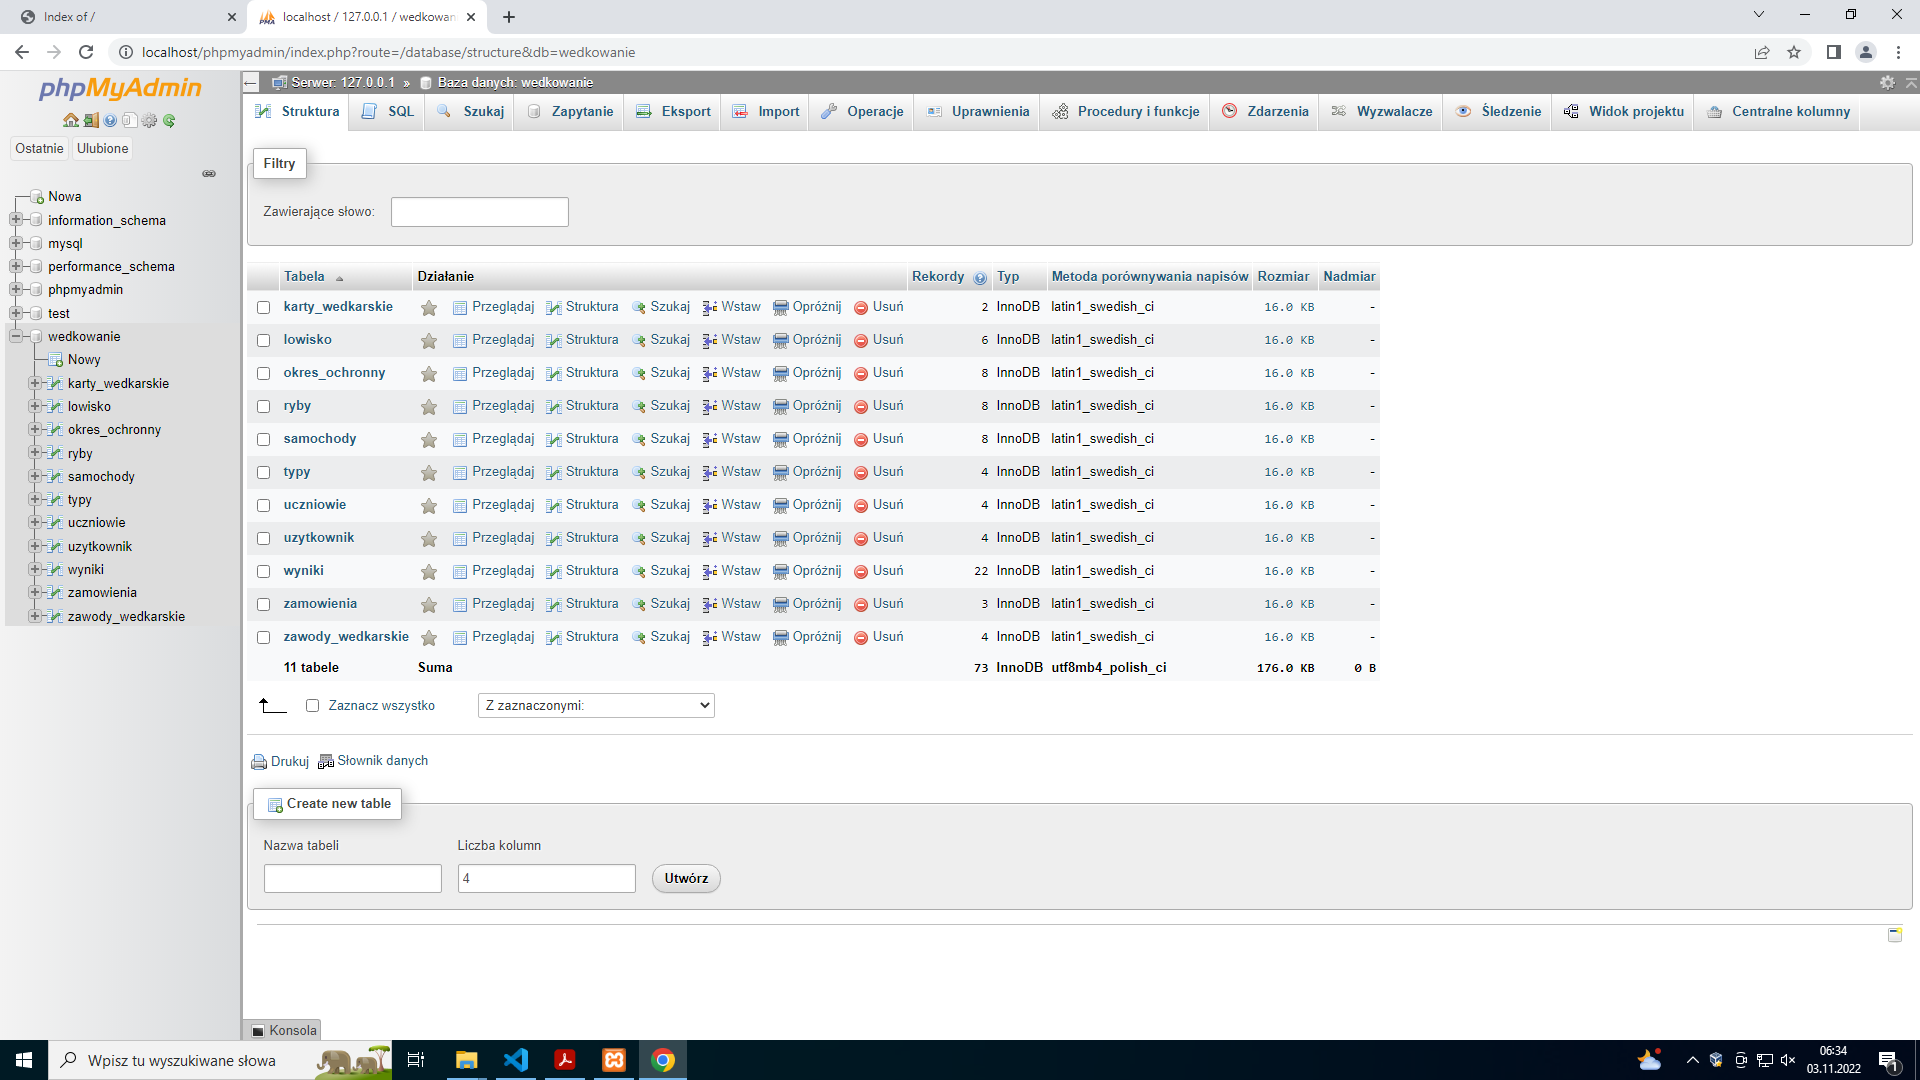 Index of /
localhost / 127.0.0.1 / wedkowan
localhost/phpmyadmin/index.php?route=/database/structure&db=wedkowanie
phpMyAdmin
Ostatnie Ulubione
Nowa
information_schema
mysql
performance_schema
phpmyadmin
test
wedkowanie
Nowy
karty_wedkarskie
lowisko
okres_ochronny
ryby
samochody
typy
uczniowie
uzytkownik
wyniki
zamowienia
zawody_wedkarskie
Serwer: 127.0.0.1 » Baza danych: wedkowanie
Struktura SQL Szukaj Zapytanie Eksport Import Operacje Uprawnienia Procedury i funkcje Zdarzenia Wyzwalacze Śledzenie Widok projektu Centralne kolumny
Filtry
Zawierające słowo:
Tabela Działanie Rekordy Typ Metoda porównywania napisów Rozmiar Nadmiar
karty_wedkarskie Przeglądaj Struktura Szukaj Wstaw Opróżnij Usuń 2 InnoDB latin1_swedish_ci 16.0 KB -
lowisko Przeglądaj Struktura Szukaj Wstaw Opróżnij Usuń 6 InnoDB latin1_swedish_ci 16.0 KB -
okres_ochronny Przeglądaj Struktura Szukaj Wstaw Opróżnij Usuń 8 InnoDB latin1_swedish_ci 16.0 KB -
ryby Przeglądaj Struktura Szukaj Wstaw Opróżnij Usuń 8 InnoDB latin1_swedish_ci 16.0 KB -
samochody Przeglądaj Struktura Szukaj Wstaw Opróżnij Usuń 8 InnoDB latin1_swedish_ci 16.0 KB -
typy Przeglądaj Struktura Szukaj Wstaw Opróżnij Usuń 4 InnoDB latin1_swedish_ci 16.0 KB -
uczniowie Przeglądaj Struktura Szukaj Wstaw Opróżnij Usuń 4 InnoDB latin1_swedish_ci 16.0 KB -
uzytkownik Przeglądaj Struktura Szukaj Wstaw Opróżnij Usuń 4 InnoDB latin1_swedish_ci 16.0 KB -
wyniki Przeglądaj Struktura Szukaj Wstaw Opróżnij Usuń 22 InnoDB latin1_swedish_ci 16.0 KB -
zamowienia Przeglądaj Struktura Szukaj Wstaw Opróżnij Usuń 3 InnoDB latin1_swedish_ci 16.0 KB -
zawody_wedkarskie Przeglądaj Struktura Szukaj Wstaw Opróżnij Usuń 4 InnoDB latin1_swedish_ci 16.0 KB -
11 tabele Suma 73 InnoDB utf8mb4_polish_ci 176.0 KB 0 B
Zaznacz wszystko Z zaznaczonymi:
Drukuj Słownik danych
Create new table
Nazwa tabeli Liczba kolumn
4 Utwórz
Konsola
Wpisz tu wyszukiwane słowa
06:34
03.11.2022
1